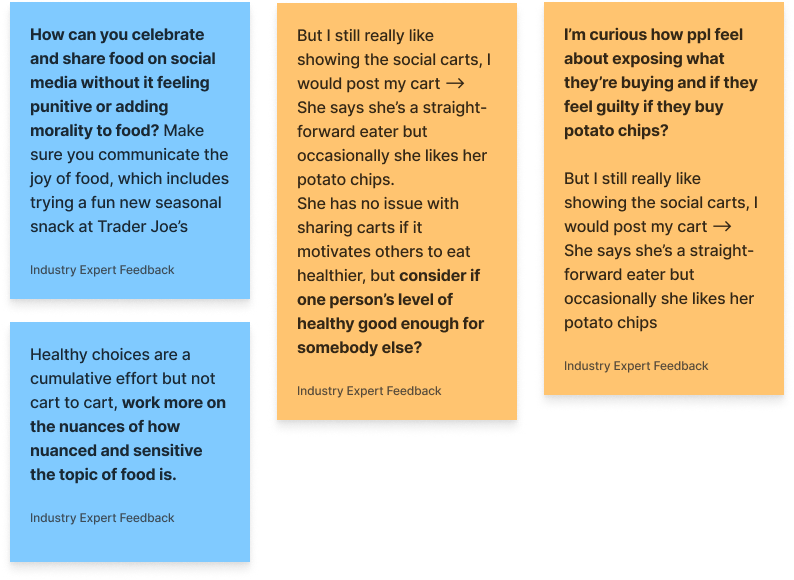 How can you celebrate
and share food on social
media without it feeling
punitive or adding
morality to food? Make
sure you communicate the
joy of food, which includes
trying a fun new seasonal
snack at Trader Joe’s
Industry Expert Feedback
Healthy choices are a
cumulative effort but not
cart to cart, work more on
the nuances of how
nuanced and sensitive
the topic of food is.
Industry Expert Feedback
But I still really like
showing the social carts, I
would post my cart —>
She says she’s a straight-
forward eater but
occasionally she likes her
potato chips.
She has no issue with
sharing carts if it
motivates others to eat
healthier, but consider if
one person’s level of
healthy good enough for
somebody else?
Industry Expert Feedback
I’m curious how ppl feel
about exposing what
they’re buying and if they
feel guilty if they buy
potato chips?
But I still really like
showing the social carts, I
would post my cart —>
She says she’s a straight-
forward eater but
occasionally she likes her
potato chips
Industry Expert Feedback